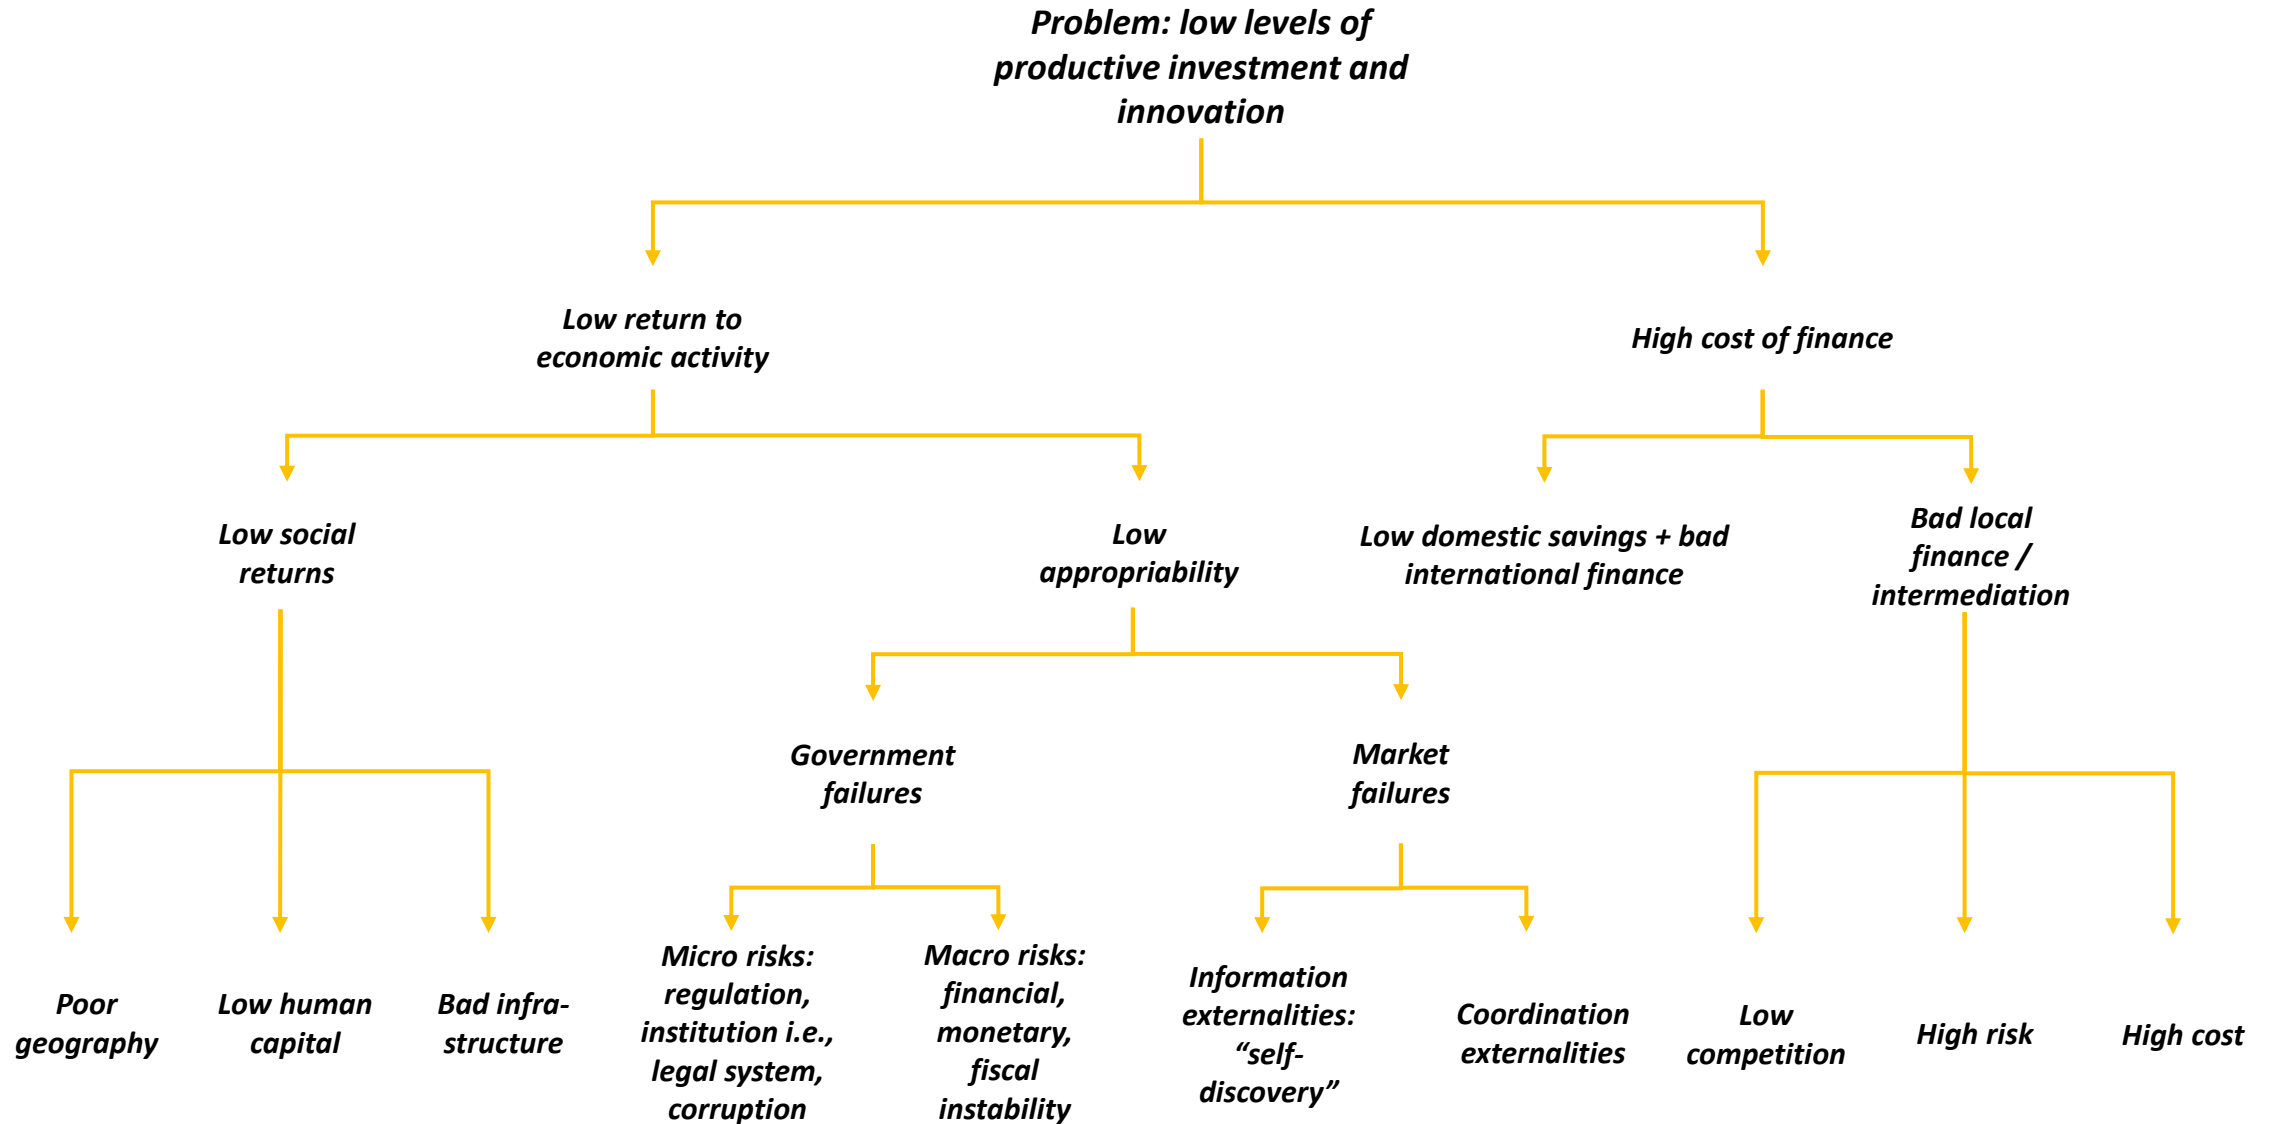 Problem: low levels of
productive investment and
innovation
Low return to
economic activity
High cost of finance
Low social
returns
Low
appropriability
Low domestic savings + bad
international finance
Bad local
finance /
intermediation
Government
failures
Market
failures
Poor
geography
Low human
capital
Bad infra-
structure
Micro risks:
regulation,
institution i.e.,
legal system,
corruption
Macro risks:
financial,
monetary,
fiscal
instability
Information
externalities:
“self-
discovery”
Coordination
externalities
Low
competition
High risk
High cost